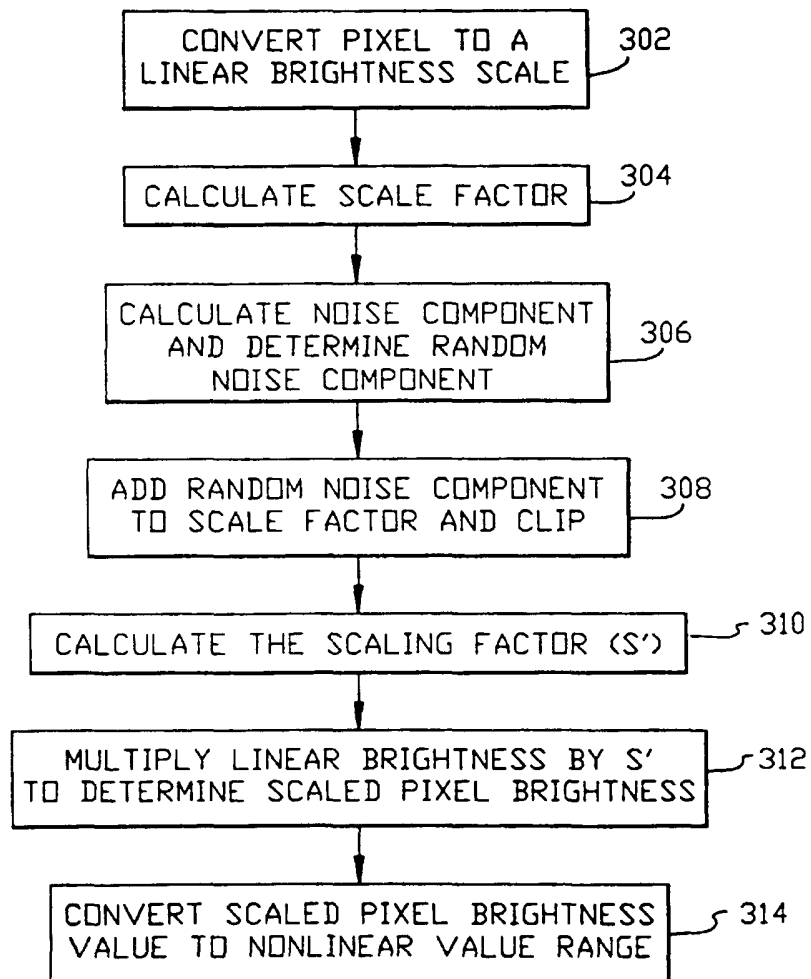 CONVERT PIXEL TO A
LINEAR BRIGHTNESS SCALE
302
CALCULATE SCALE FACTOR
304
CALCULATE NOISE COMPONENT
AND DETERMINE RANDOM
NOISE COMPONENT
306
ADD RANDOM NOISE COMPONENT
TO SCALE FACTOR AND CLIP
308
CALCULATE THE SCALING FACTOR (S')
310
MULTIPLY LINEAR BRIGHTNESS BY S'
TO DETERMINE SCALED PIXEL BRIGHTNESS
312
CONVERT SCALED PIXEL BRIGHTNESS
VALUE TO NONLINEAR VALUE RANGE
314